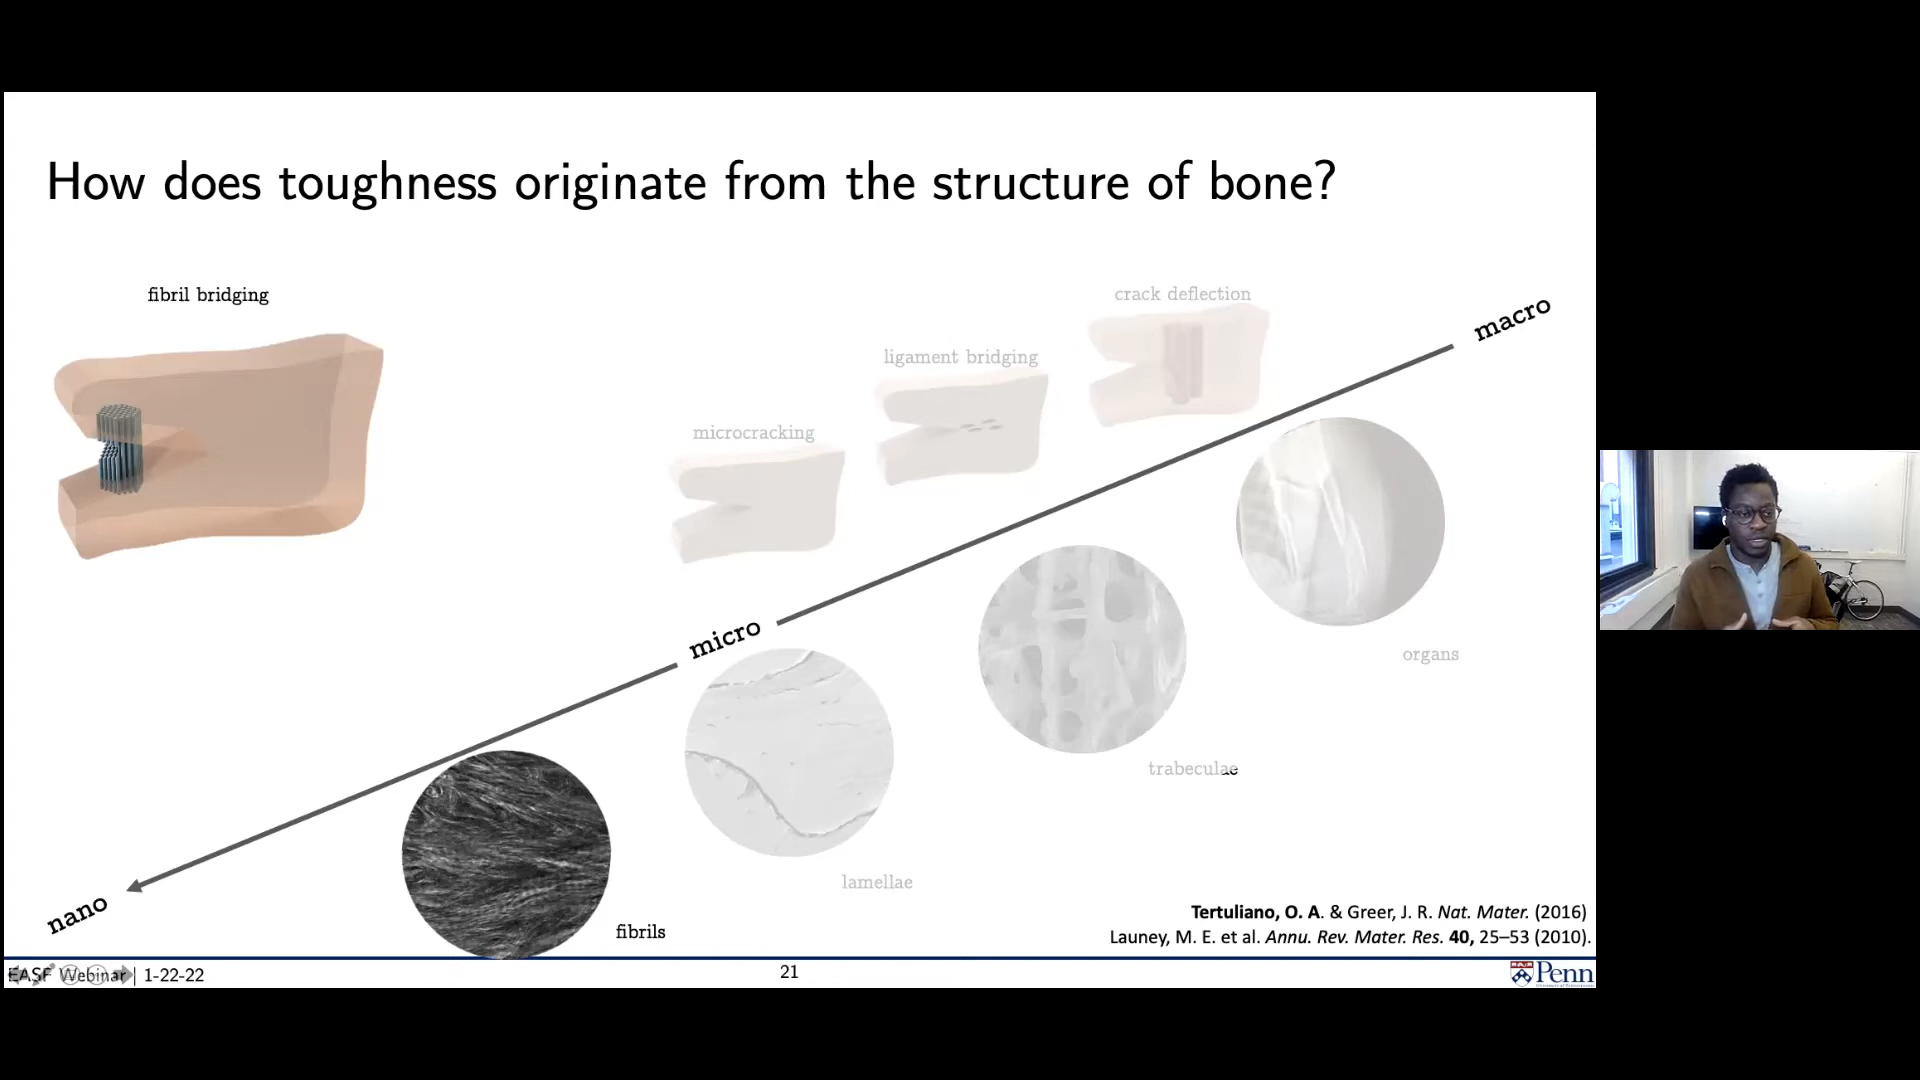 How does toughness originate from the structure of bone?
fibril bridging
crack deflection
macro
ligament bridging
microcracking
micro
organs
trabeculae
lamellae
nano
fibrils
Tertuliano, O. A. & Greer, J. R. Nat. Mater. (2016)
Launey, M. E. et al. Annu. Rev. Mater. Res. 40, 25–53 (2010).
EASF Webinar | 1-22-22
21
Penn